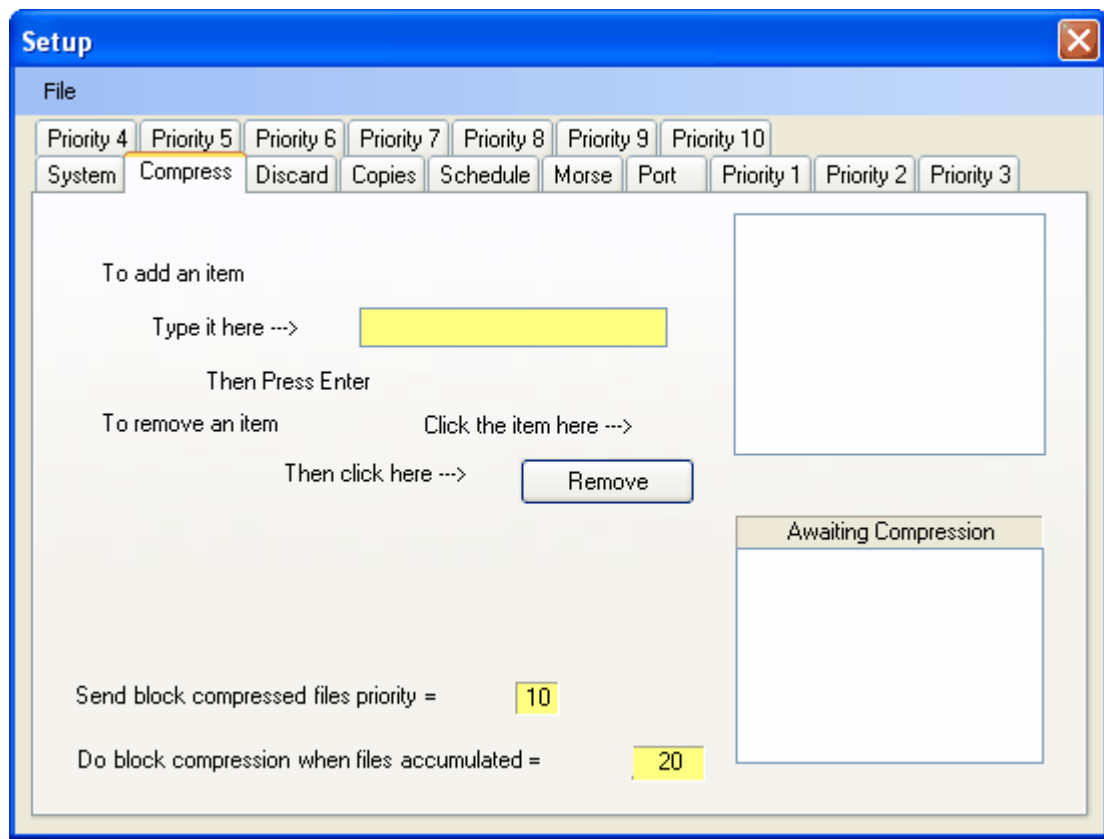 Setup
File
Priority 4 Priority 5 Priority 6 Priority 7 Priority 8 Priority 9 Priority 10
System Compress Discard Copies Schedule Morse Port Priority 1 Priority 2 Priority 3
To add an item
Type it here --->
Then Press Enter
To remove an item Click the item here --->
Then click here ---> Remove
Awaiting Compression
Send block compressed files priority = 10
Do block compression when files accumulated = 20